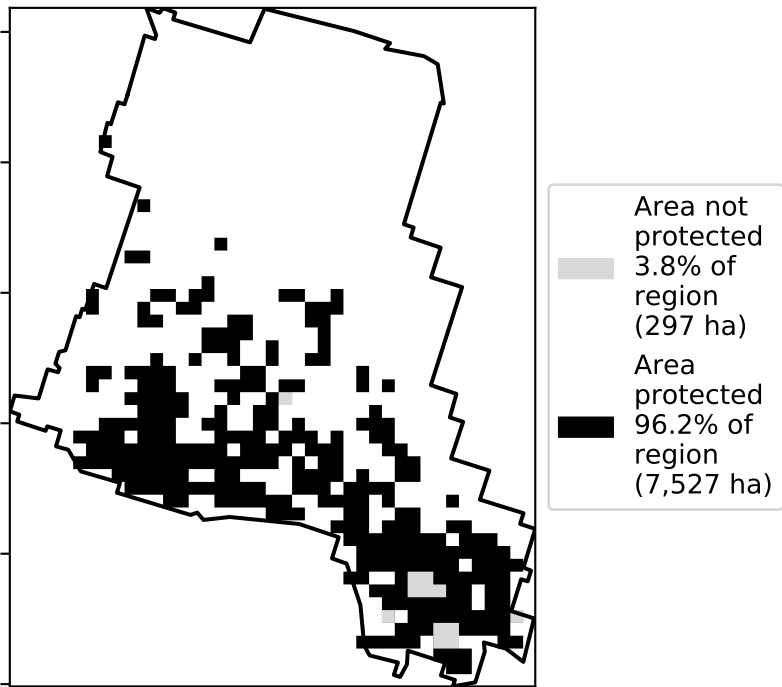 Area not
protected
3.8% of
region
(297 ha)
Area
protected
96.2% of
region
(7,527 ha)